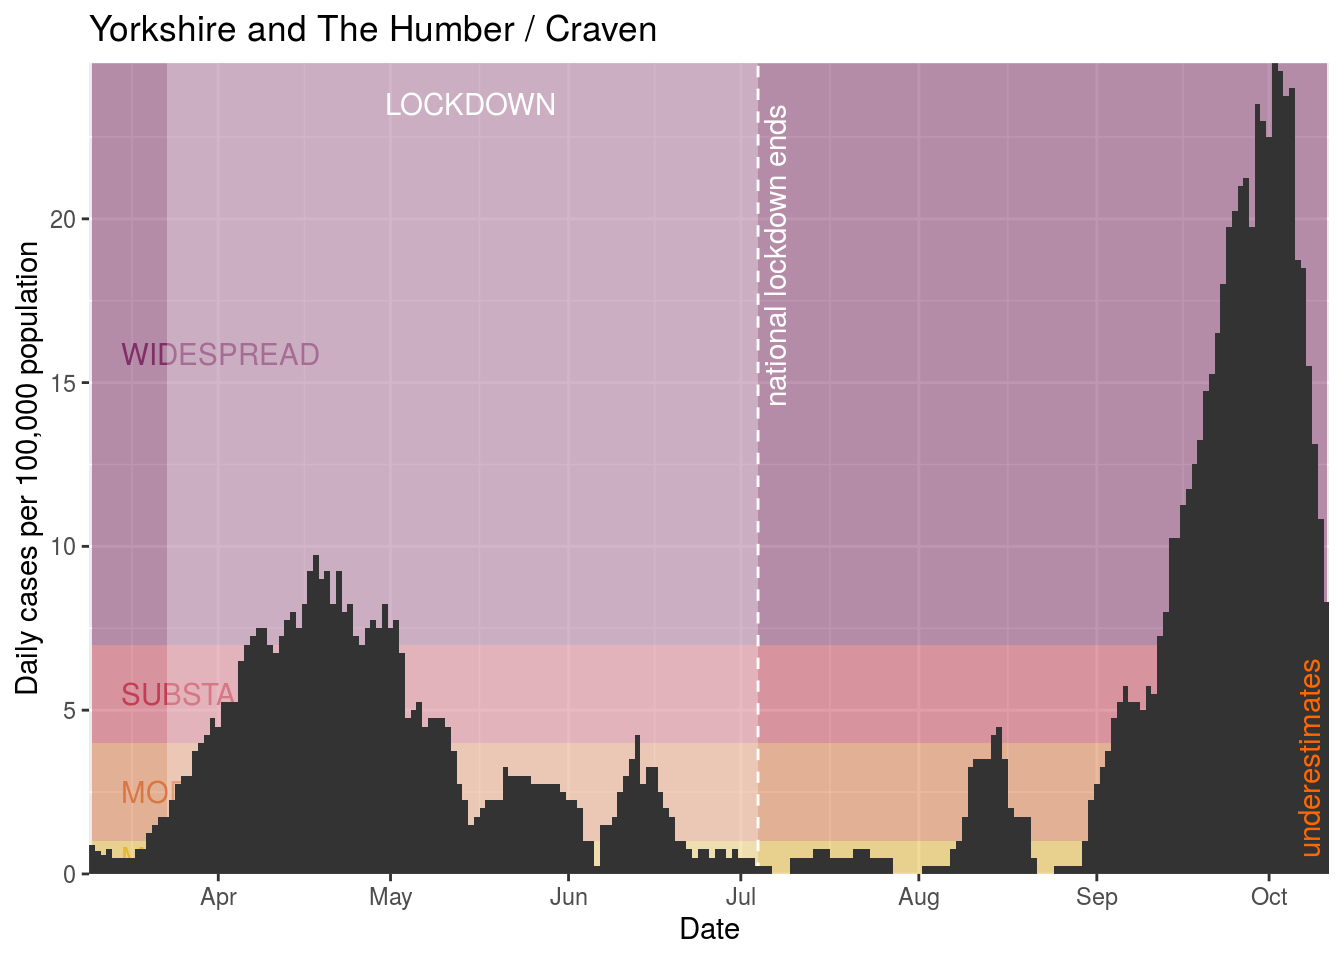 Yorkshire and The Humber / Craven
LOCKDOWN
national lockdown ends
WIDESPREAD
SUBSTA
underestimates
Daily cases per 100,000 population
20
15
10
5
0
Apr May Jun Jul Aug Sep Oct
Date